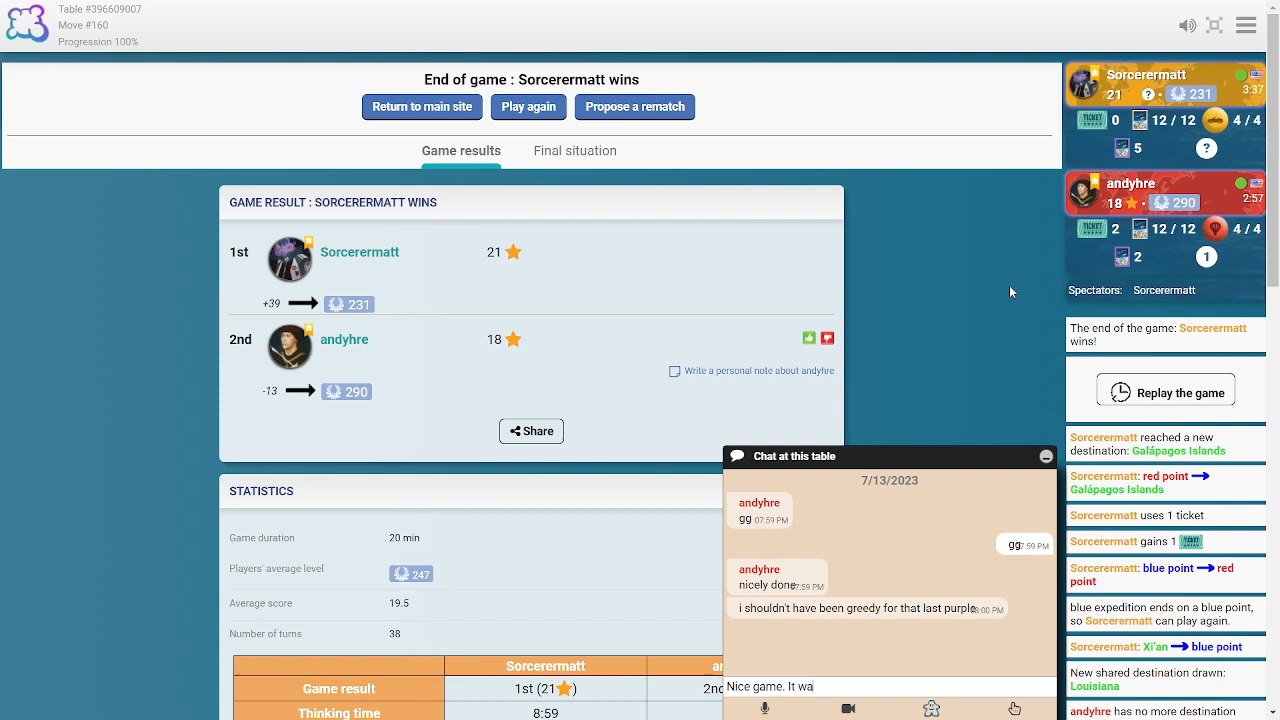 Table #396609007
Move #160
Progression 100%
End of game : Sorcerermatt wins
Return to main site
Play again
Propose a rematch
Game results
Final situation
GAME RESULT : SORCERERMATT WINS
1st
Sorcerermatt
21
+39
231
2nd
andyhre
18
Write a personal note about andyhre
-13
290
Share
STATISTICS
Game duration
20 min
Players' average level
247
Average score
19.5
Number of turns
38
Sorcerermatt
an
Game result
1st (21
)
2nd
Thinking time
8:59
Chat at this table
7/13/2023
andyhre
gg 07:59 PM
gg 7:59 PM
andyhre
nicely done 7:59 PM
i shouldn't have been greedy for that last purple 8:00 PM
Nice game. It wa
Sorcerermatt
21
?
231
3:37
TICKET
0
12 / 12
4 / 4
5
?
andyhre
18
290
2:57
TICKET
2
12 / 12
4 / 4
2
1
Spectators: Sorcerermatt
The end of the game: Sorcerermatt
wins!
Replay the game
Sorcerermatt reached a new
destination: Galápagos Islands
Sorcerermatt: red point
Galápagos Islands
Sorcerermatt uses 1 ticket
Sorcerermatt gains 1 TICKET
Sorcerermatt: blue point red
point
blue expedition ends on a blue point,
so Sorcerermatt can play again.
Sorcerermatt: Xi'an blue point
New shared destination drawn:
Louisiana
andyhre has no more destination